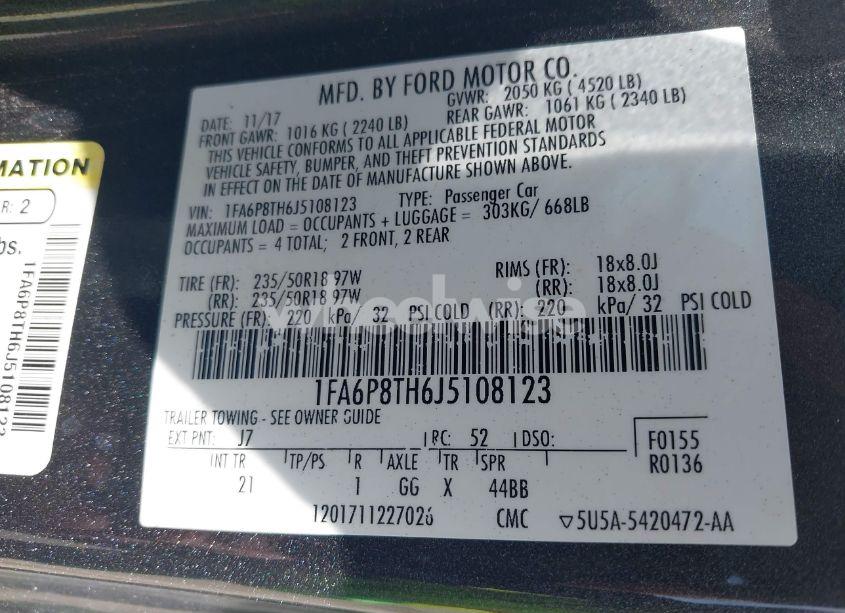 MFD. BY FORD MOTOR CO.
DATE: 11/17 GVWR: 2050 KG ( 4520 LB)
FRONT GAWR: 1016 KG ( 2240 LB) REAR GAWR: 1061 KG ( 2340 LB)
THIS VEHICLE CONFORMS TO ALL APPLICABLE FEDERAL MOTOR
VEHICLE SAFETY, BUMPER, AND THEFT PREVENTION STANDARDS
IN EFFECT ON THE DATE OF MANUFACTURE SHOWN ABOVE.
VIN: 1FA6P8TH6J5108123 TYPE: Passenger Car
MAXIMUM LOAD = OCCUPANTS + LUGGAGE = 303KG/ 668LB
OCCUPANTS = 4 TOTAL; 2 FRONT, 2 REAR
TIRE (FR): 235/50R18 97W RIMS (FR): 18x8.0J
(RR): 235/50R18 97W (RR): 18x8.0J
PRESSURE (FR): 220 kPa/ 32 PSI COLD (RR): 220 kPa/ 32 PSI COLD
1FA6P8TH6J5108123
TRAILER TOWING - SEE OWNER GUIDE
EXT PNT: J7 RC: 52 DSO: F0155
INT TR TP/PS R AXLE TR SPR R0136
21 1 GG X 44BB
120171122702 CMC 5U5A-5420472-AA
MATION
R: 2
bs.
1FA6P8TH6J5108123
wheelwise